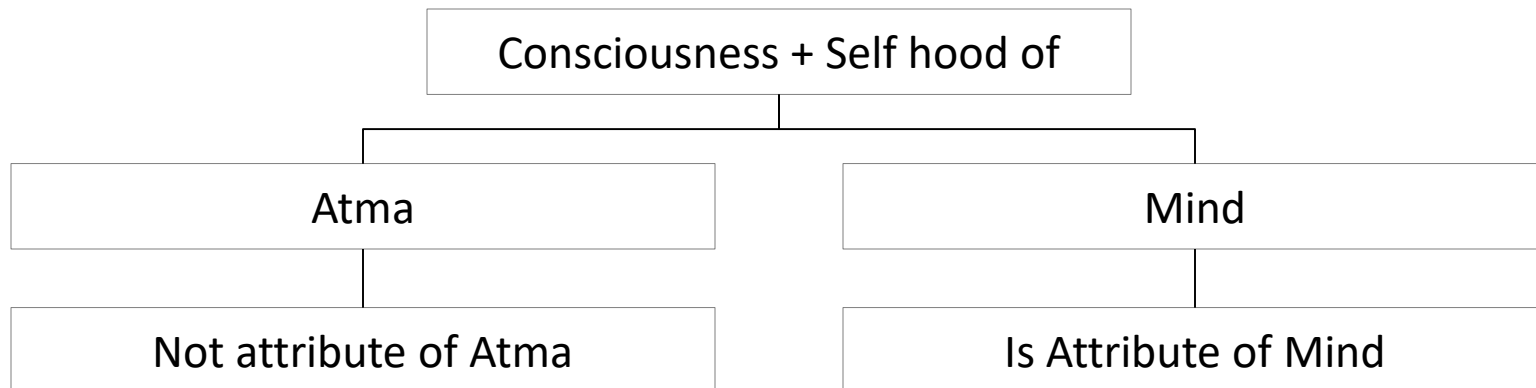 Consciousness + Self hood of
Atma
Mind
Not attribute of Atma
Is Attribute of Mind